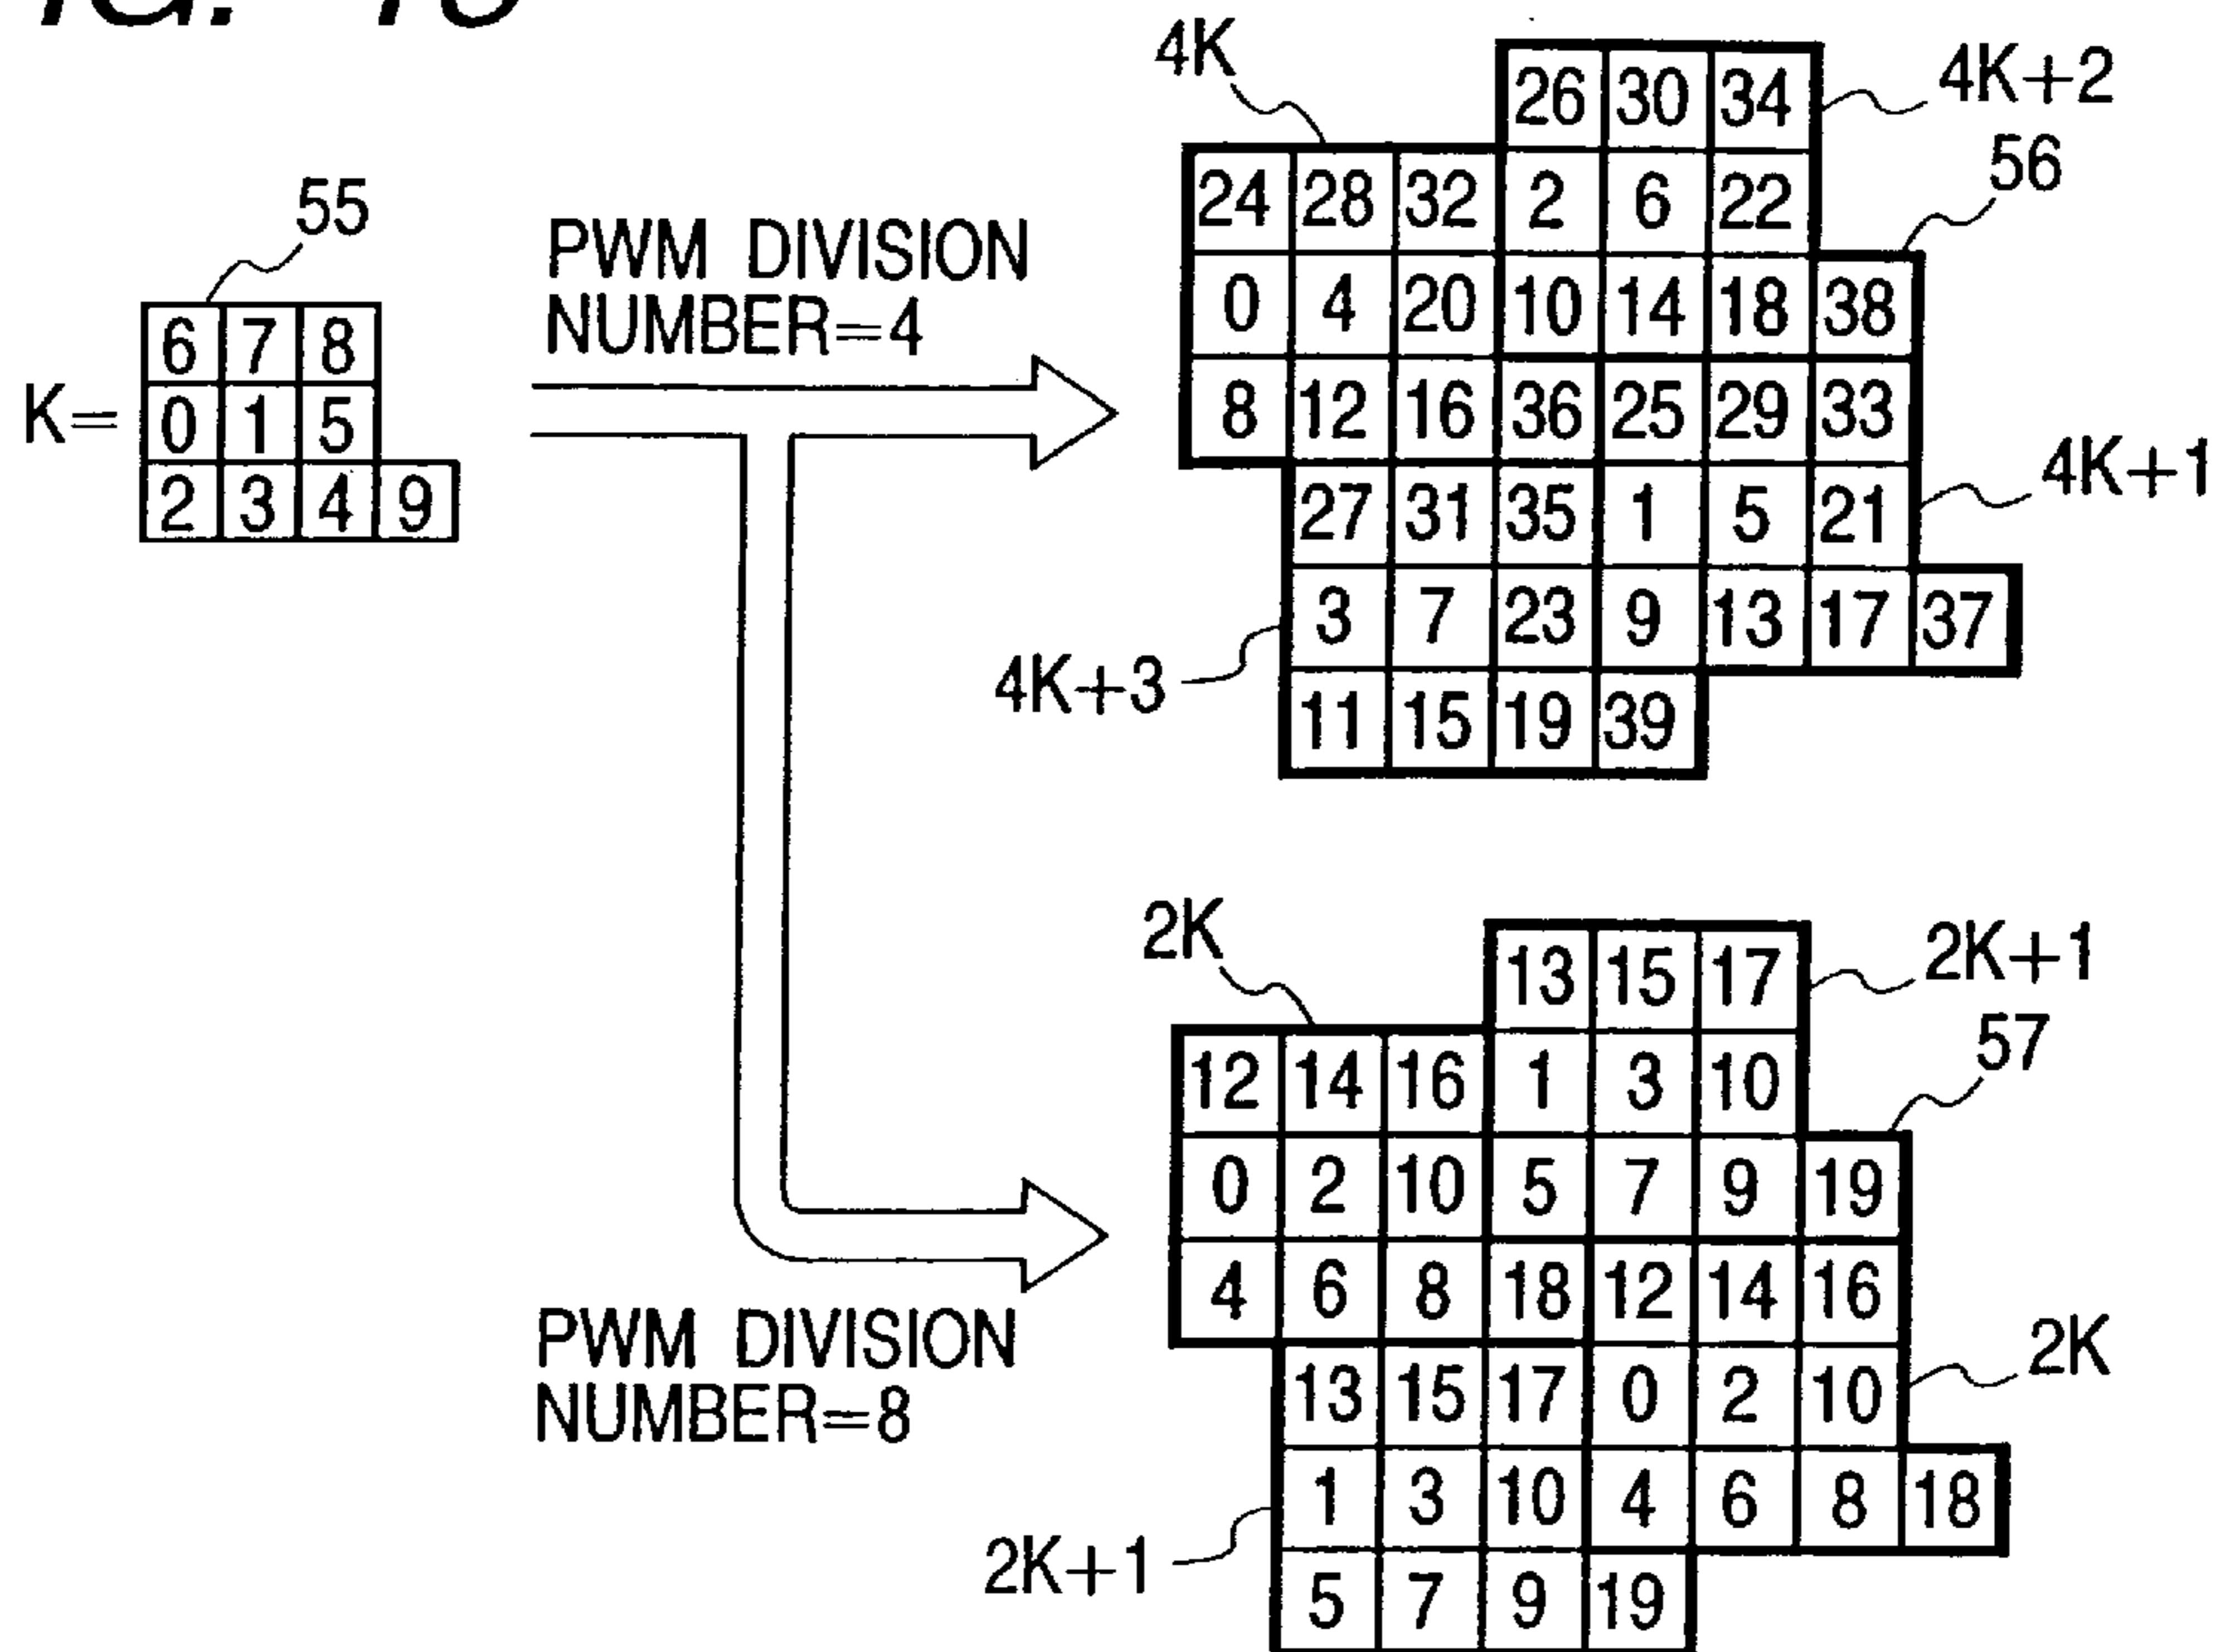 4K
26 30 34
4K+2
56
24 28 32 2 6 22
55
PWM DIVISION
NUMBER=4
0 4 20 10 14 18 38
6 7 8
K=
0 1 5
8 12 16 36 25 29 33
2 3 4 9
4K+1
27 31 35 1 5 21
3 7 23 9 13 17 37
4K+3
11 15 19 39
2K
13 15 17
2K+1
57
12 14 16 1 3 10
0 2 10 5 7 9 19
4 6 8 18 12 14 16
PWM DIVISION
NUMBER=8
2K
13 15 17 0 2 10
1 3 10 4 6 8 18
2K+1
5 7 9 19